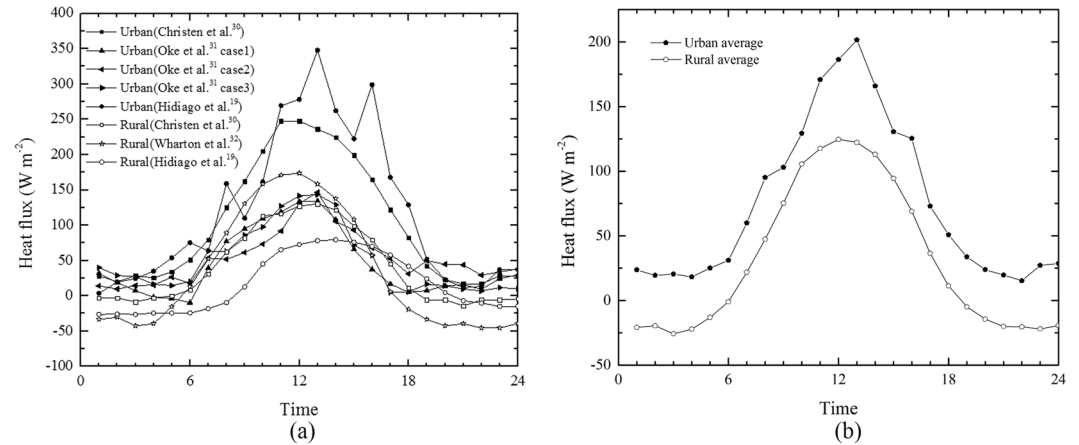 400
350
300
250
200
150
100
50
0
-50
-100
Heat flux (W m-2)
Urban(Christen et al.30)
Urban(Oke et al.31 case1)
Urban(Oke et al.31 case2)
Urban(Oke et al.31 case3)
Urban(Hidiago et al.19)
Rural(Christen et al.30)
Rural(Wharton et al.32)
Rural(Hidiago et al.19)
0 6 12 18 24
Time
(a)
200
150
100
50
0
-50
Heat flux (W m-2)
Urban average
Rural average
0 6 12 18 24
Time
(b)